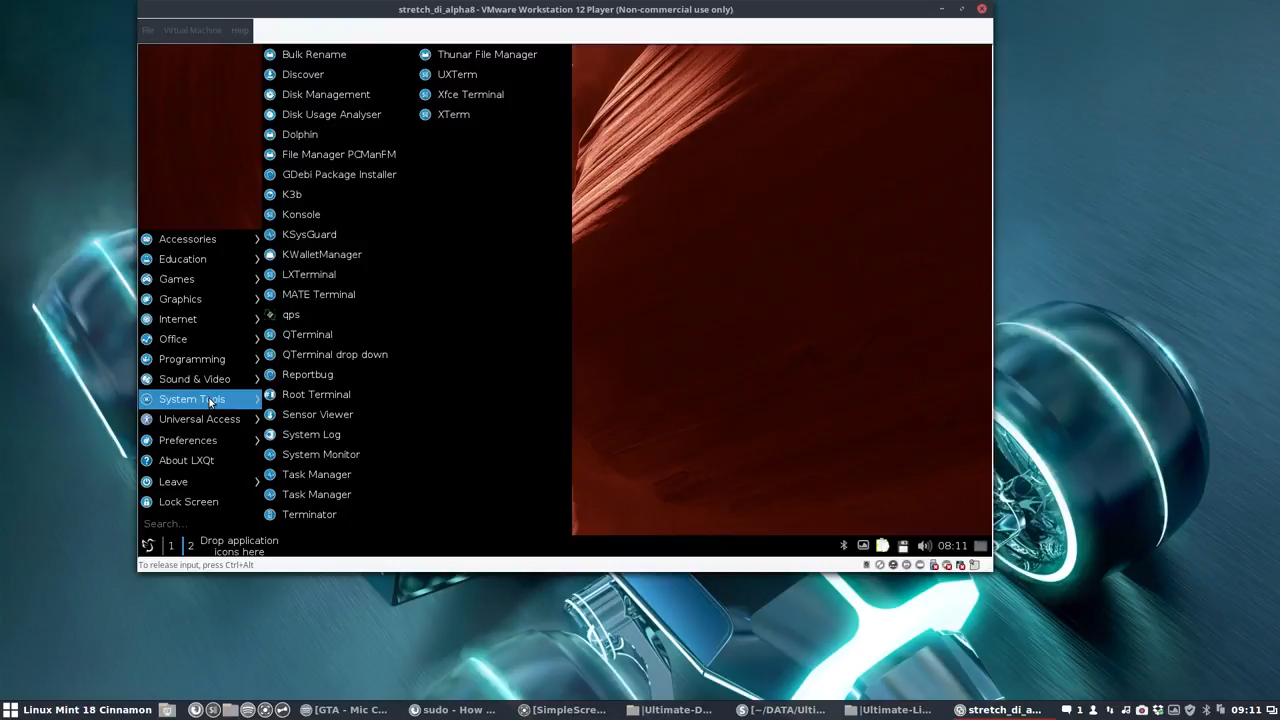 stretch_di_alpha8 - VMware Workstation 12 Player (Non-commercial use only)
File Virtual Machine Help
Bulk Rename
Discover
Disk Management
Disk Usage Analyser
Dolphin
File Manager PCManFM
GDebi Package Installer
K3b
Konsole
KSysGuard
KWalletManager
LXTerminal
MATE Terminal
qps
QTerminal
QTerminal drop down
Reportbug
Root Terminal
Sensor Viewer
System Log
System Monitor
Task Manager
Task Manager
Terminator
Thunar File Manager
UXTerm
Xfce Terminal
XTerm
Accessories
Education
Games
Graphics
Internet
Office
Programming
Sound & Video
System Tools
Universal Access
Preferences
About LXQt
Leave
Lock Screen
Search...
1 2 Drop application
icons here
08:11
To release input, press Ctrl+Alt
Linux Mint 18 Cinnamon
[GTA - Mic C...
sudo - How ...
[SimpleScre...
|Ultimate-D...
[~/DATA/Ulti...
|Ultimate-Li...
stretch_di_a...
1
09:11